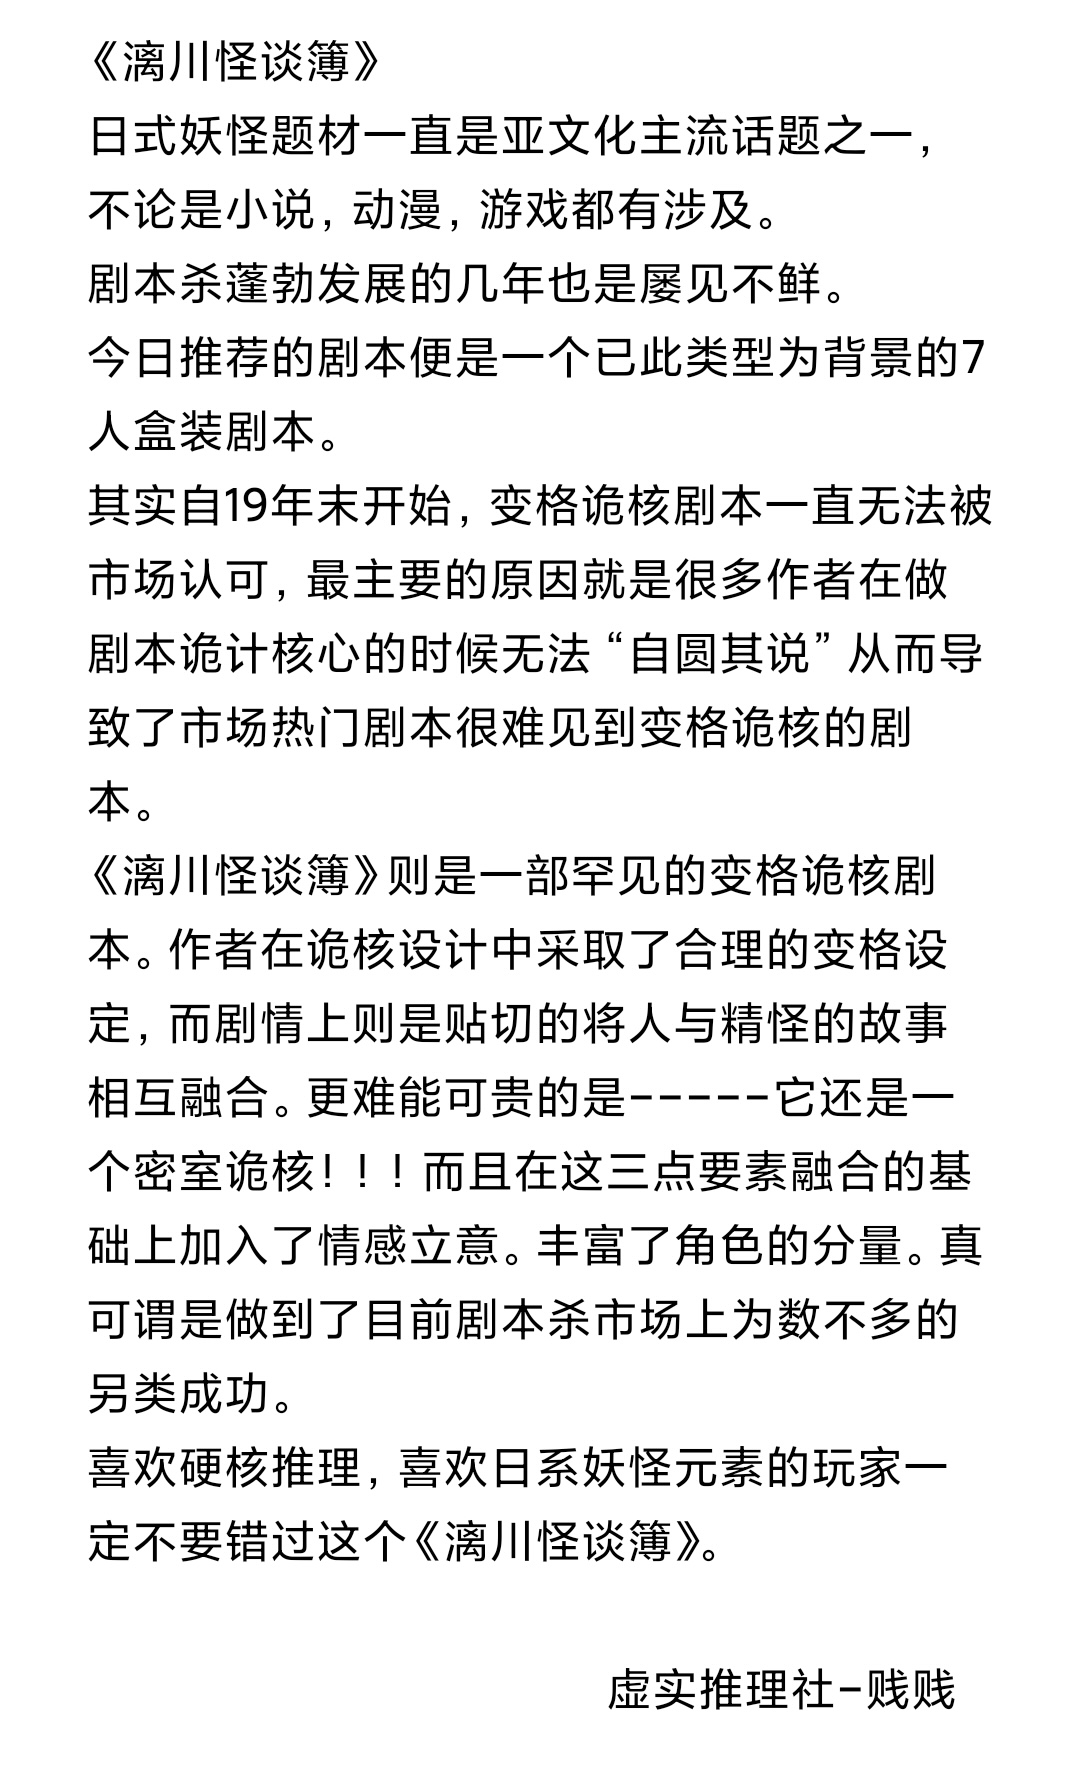 《漓川怪谈簿》
日式妖怪题材一直是亚文化主流话题之一，
不论是小说，动漫，游戏都有涉及。
剧本杀蓬勃发展的几年也是屡见不鲜。
今日推荐的剧本便是一个已此类型为背景的7
人盒装剧本。
其实自19年末开始，变格诡核剧本一直无法被
市场认可，最主要的原因就是很多作者在做
剧本诡计核心的时候无法“自圆其说”从而导
致了市场热门剧本很难见到变格诡核的剧
本。
《漓川怪谈簿》则是一部罕见的变格诡核剧
本。作者在诡核设计中采取了合理的变格设
定，而剧情上则是贴切的将人与精怪的故事
相互融合。更难能可贵的是-----它还是一
个密室诡核！！！而且在这三点要素融合的基
础上加入了情感立意。丰富了角色的分量。真
可谓是做到了目前剧本杀市场上为数不多的
另类成功。
喜欢硬核推理，喜欢日系妖怪元素的玩家一
定不要错过这个《漓川怪谈簿》。
虚实推理社-贱贱